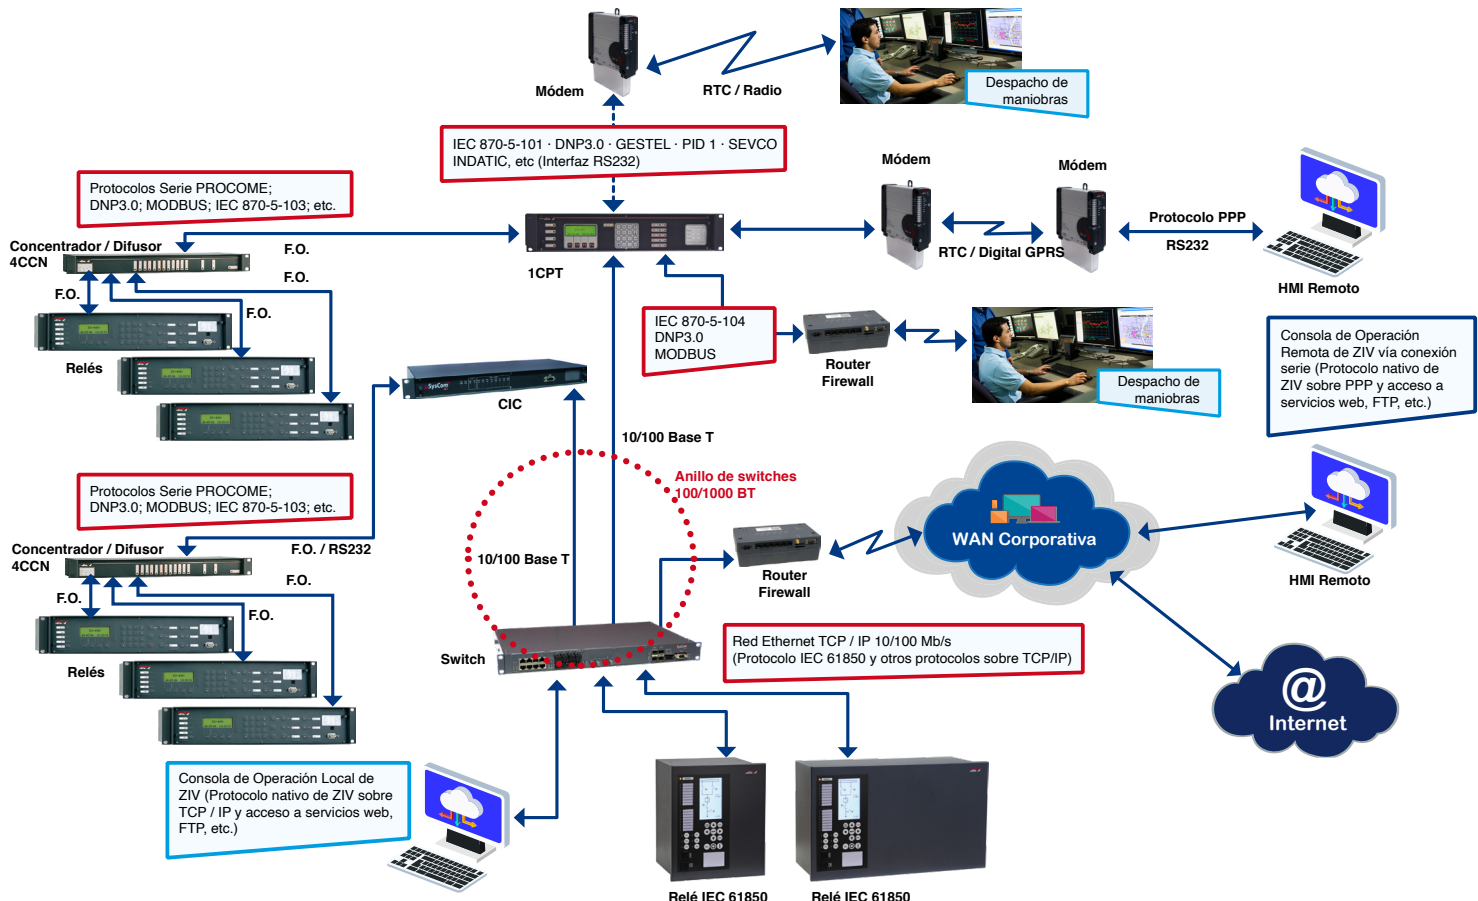 Módem
RTC / Radio
Despacho de
maniobras
IEC 870-5-101 · DNP3.0 · GESTEL · PID 1 · SEVCO
INDATIC, etc (Interfaz RS232)
Protocolos Serie PROCOME;
DNP3.0; MODBUS; IEC 870-5-103; etc.
Concentrador / Difusor
4CCN
F.O.
F.O.
F.O.
F.O.
Relés
1CPT
Módem
Módem
RTC / Digital GPRS
Protocolo PPP
RS232
HMI Remoto
IEC 870-5-104
DNP3.0
MODBUS
Router
Firewall
Despacho de
maniobras
Consola de Operación
Remota de ZIV vía conexión
serie (Protocolo nativo de
ZIV sobre PPP y acceso a
servicios web, FTP, etc.)
SysCom
CIC
10/100 Base T
Anillo de switches
100/1000 BT
10/100 Base T
Protocolos Serie PROCOME;
DNP3.0; MODBUS; IEC 870-5-103; etc.
Concentrador / Difusor
4CCN
F.O. / RS232
F.O.
F.O.
F.O.
Relés
Router
Firewall
WAN Corporativa
HMI Remoto
Switch
Red Ethernet TCP / IP 10/100 Mb/s
(Protocolo IEC 61850 y otros protocolos sobre TCP/IP)
@
Internet
Consola de Operación Local de
ZIV (Protocolo nativo de ZIV sobre
TCP / IP y acceso a servicios web,
FTP, etc.)
Relé IEC 61850
Relé IEC 61850